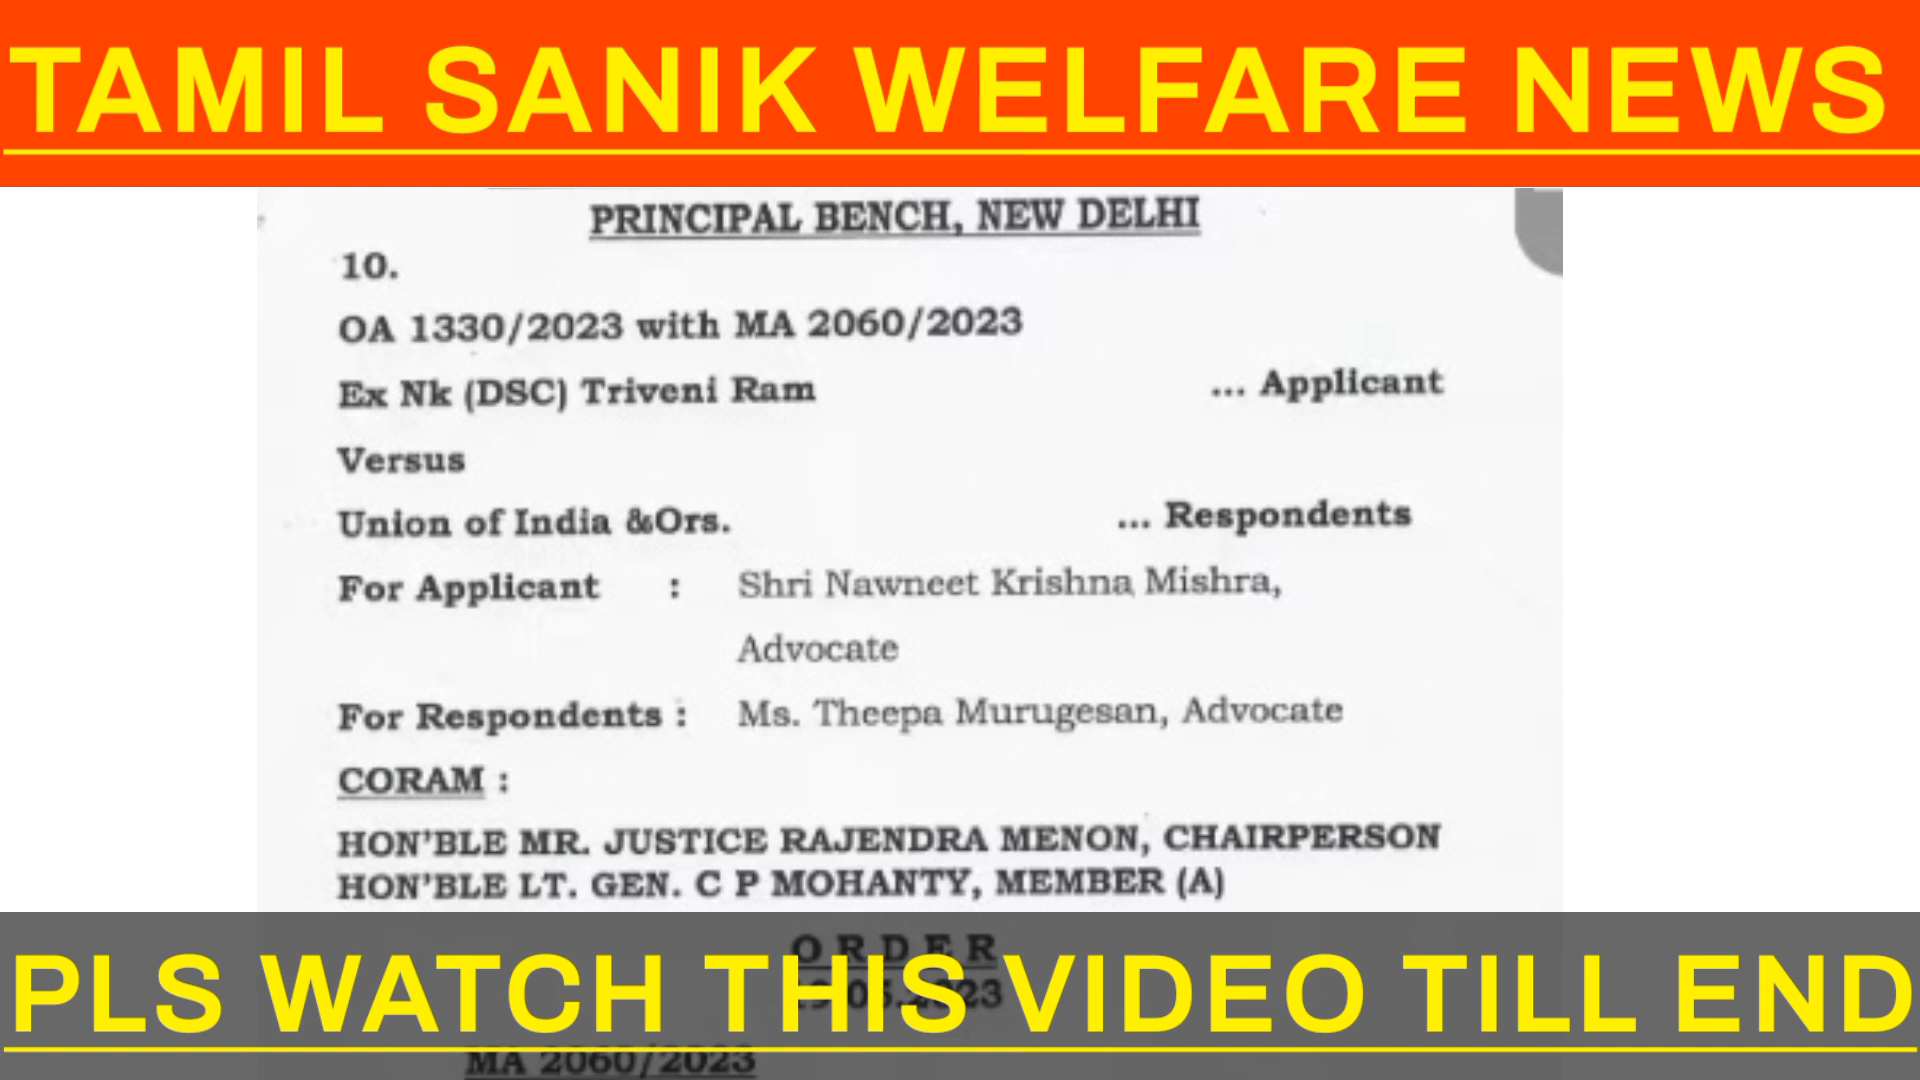 TAMIL SANIK WELFARE NEWS
PRINCIPAL BENCH, NEW DELHI
10.
OA 1330/2023 with MA 2060/2023
Ex Nk (DSC) Triveni Ram ... Applicant
Versus
Union of India &Ors. ... Respondents
For Applicant : Shri Nawneet Krishna Mishra,
Advocate
For Respondents : Ms. Theepa Murugesan, Advocate
CORAM :
HON'BLE MR. JUSTICE RAJENDRA MENON, CHAIRPERSON
HON'BLE LT. GEN. C P MOHANTY, MEMBER (A)
ORDER
PLS WATCH THIS VIDEO TILL END
MA 2060/2023